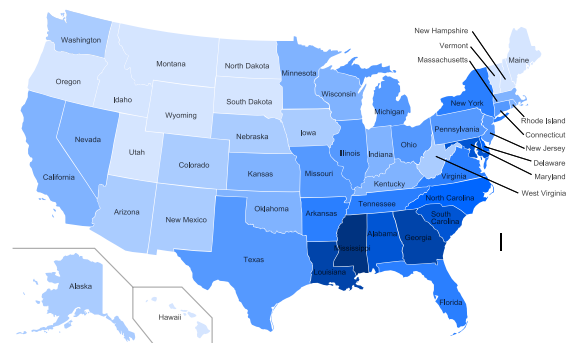 New Hampshire
Washington
Vermont
Maine
Montana
North Dakota
Massachusetts
Minnesota
Oregon
South Dakota
Wisconsin
Idaho
Wyoming
Michigan
New York
Rhode Island
Iowa
Pennsylvania
Connecticut
Nebraska
Nevada
Ohio
New Jersey
Utah
Illinois
Indiana
Delaware
Colorado
California
Kansas
Missouri
Kentucky
Virginia
Maryland
West Virginia
North Carolina
Tennessee
Oklahoma
Arizona
New Mexico
Arkansas
South
Carolina
Mississippi
Alabama
Georgia
Texas
Louisiana
Alaska
Florida
Hawaii